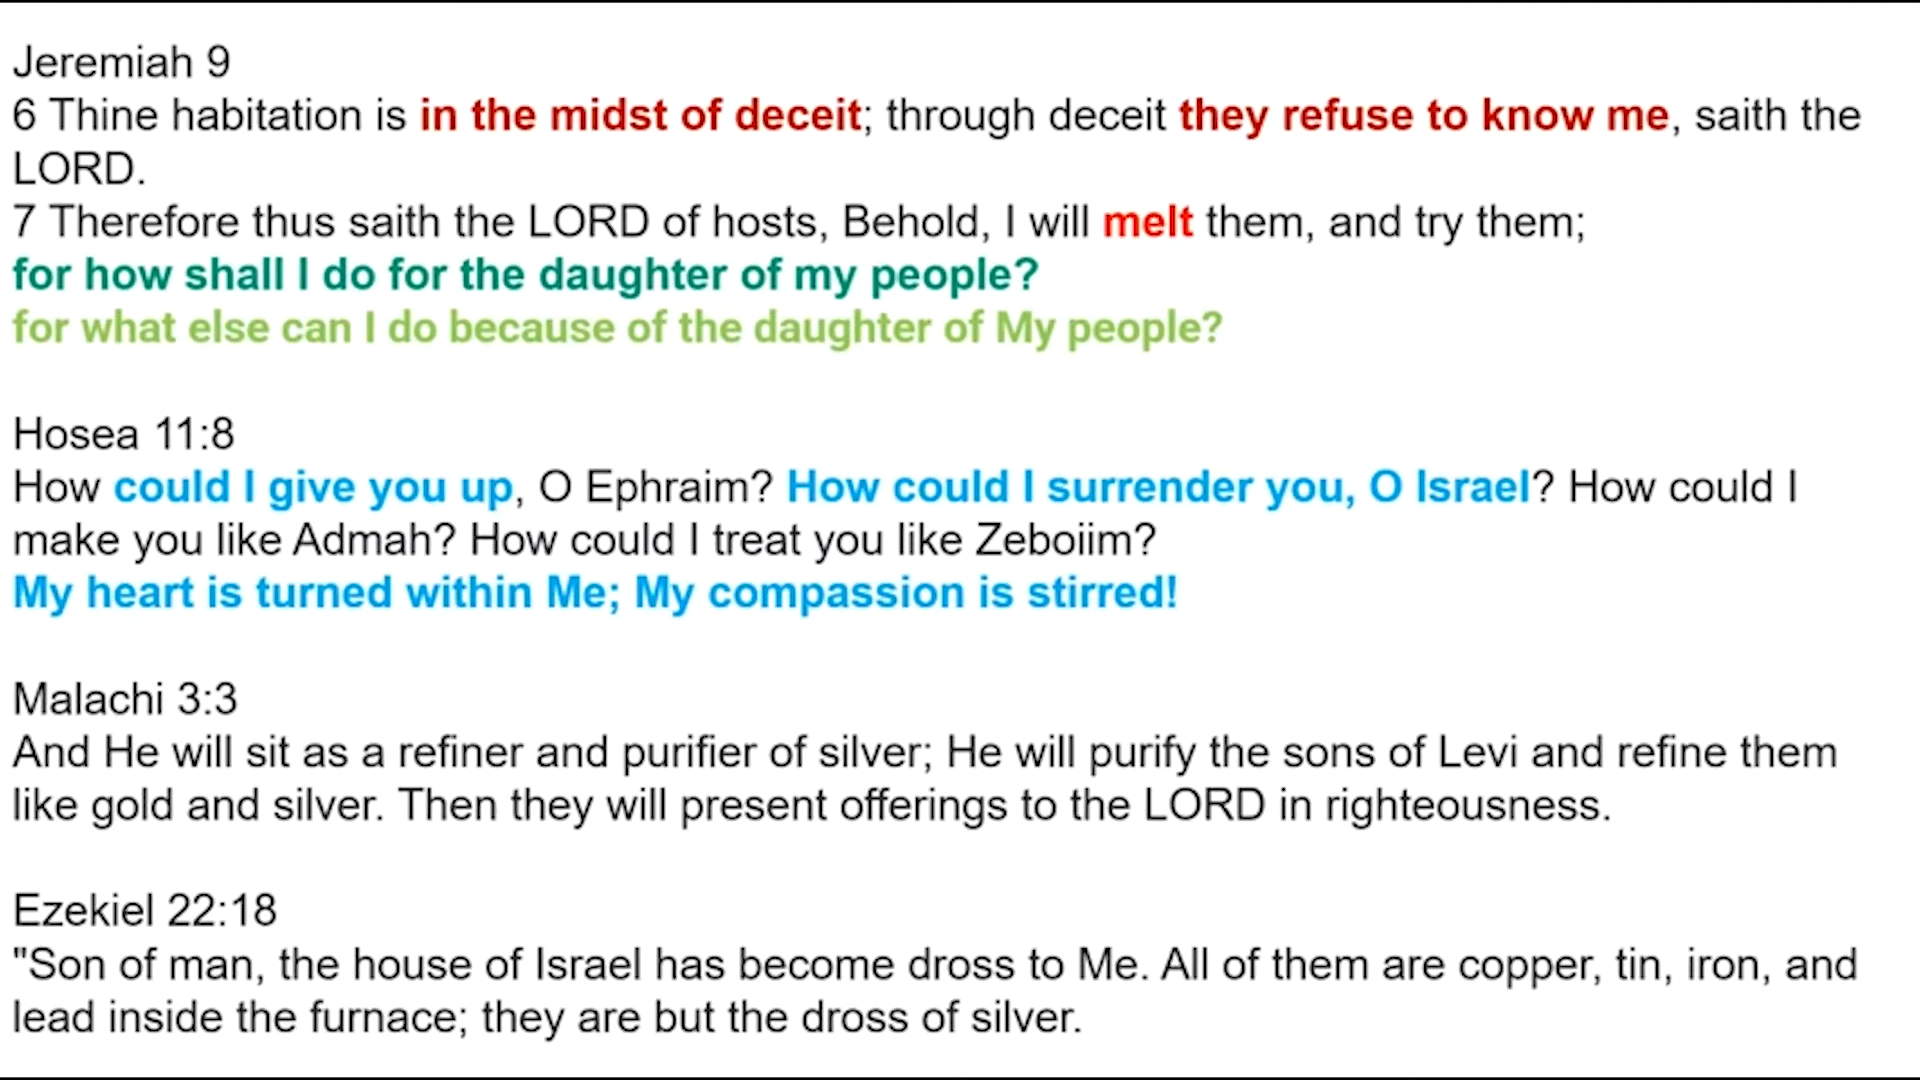 Jeremiah 9
6 Thine habitation is in the midst of deceit; through deceit they refuse to know me, saith the
LORD.
7 Therefore thus saith the LORD of hosts, Behold, I will melt them, and try them;
for how shall I do for the daughter of my people?
for what else can I do because of the daughter of My people?
Hosea 11:8
How could I give you up, O Ephraim? How could I surrender you, O Israel? How could I
make you like Admah? How could I treat you like Zeboiim?
My heart is turned within Me; My compassion is stirred!
Malachi 3:3
And He will sit as a refiner and purifier of silver; He will purify the sons of Levi and refine them
like gold and silver. Then they will present offerings to the LORD in righteousness.
Ezekiel 22:18
"Son of man, the house of Israel has become dross to Me. All of them are copper, tin, iron, and
lead inside the furnace; they are but the dross of silver.